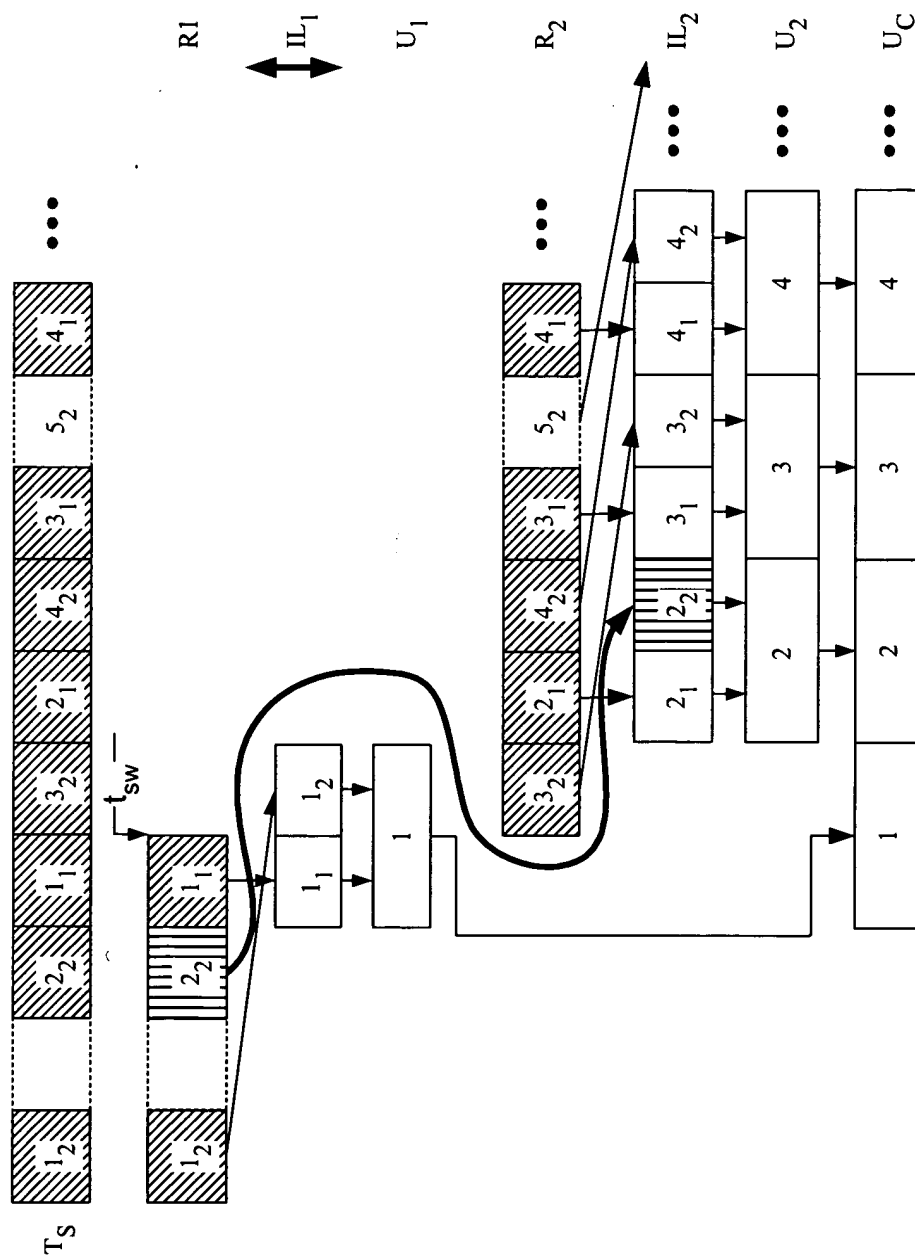 T_S 1_2 2_2 1_1 3_2 2_1 4_2 3_1 5_2 4_1 •••
t_sw
1_2 2_2 1_1 R1
1_1 1_2 IL_1
1 U_1
3_2 2_1 4_2 3_1 5_2 4_1 ••• R_2
2_1 2_2 3_1 3_2 4_1 4_2 ••• IL_2
2 3 4 ••• U_2
1 2 3 4 ••• U_C